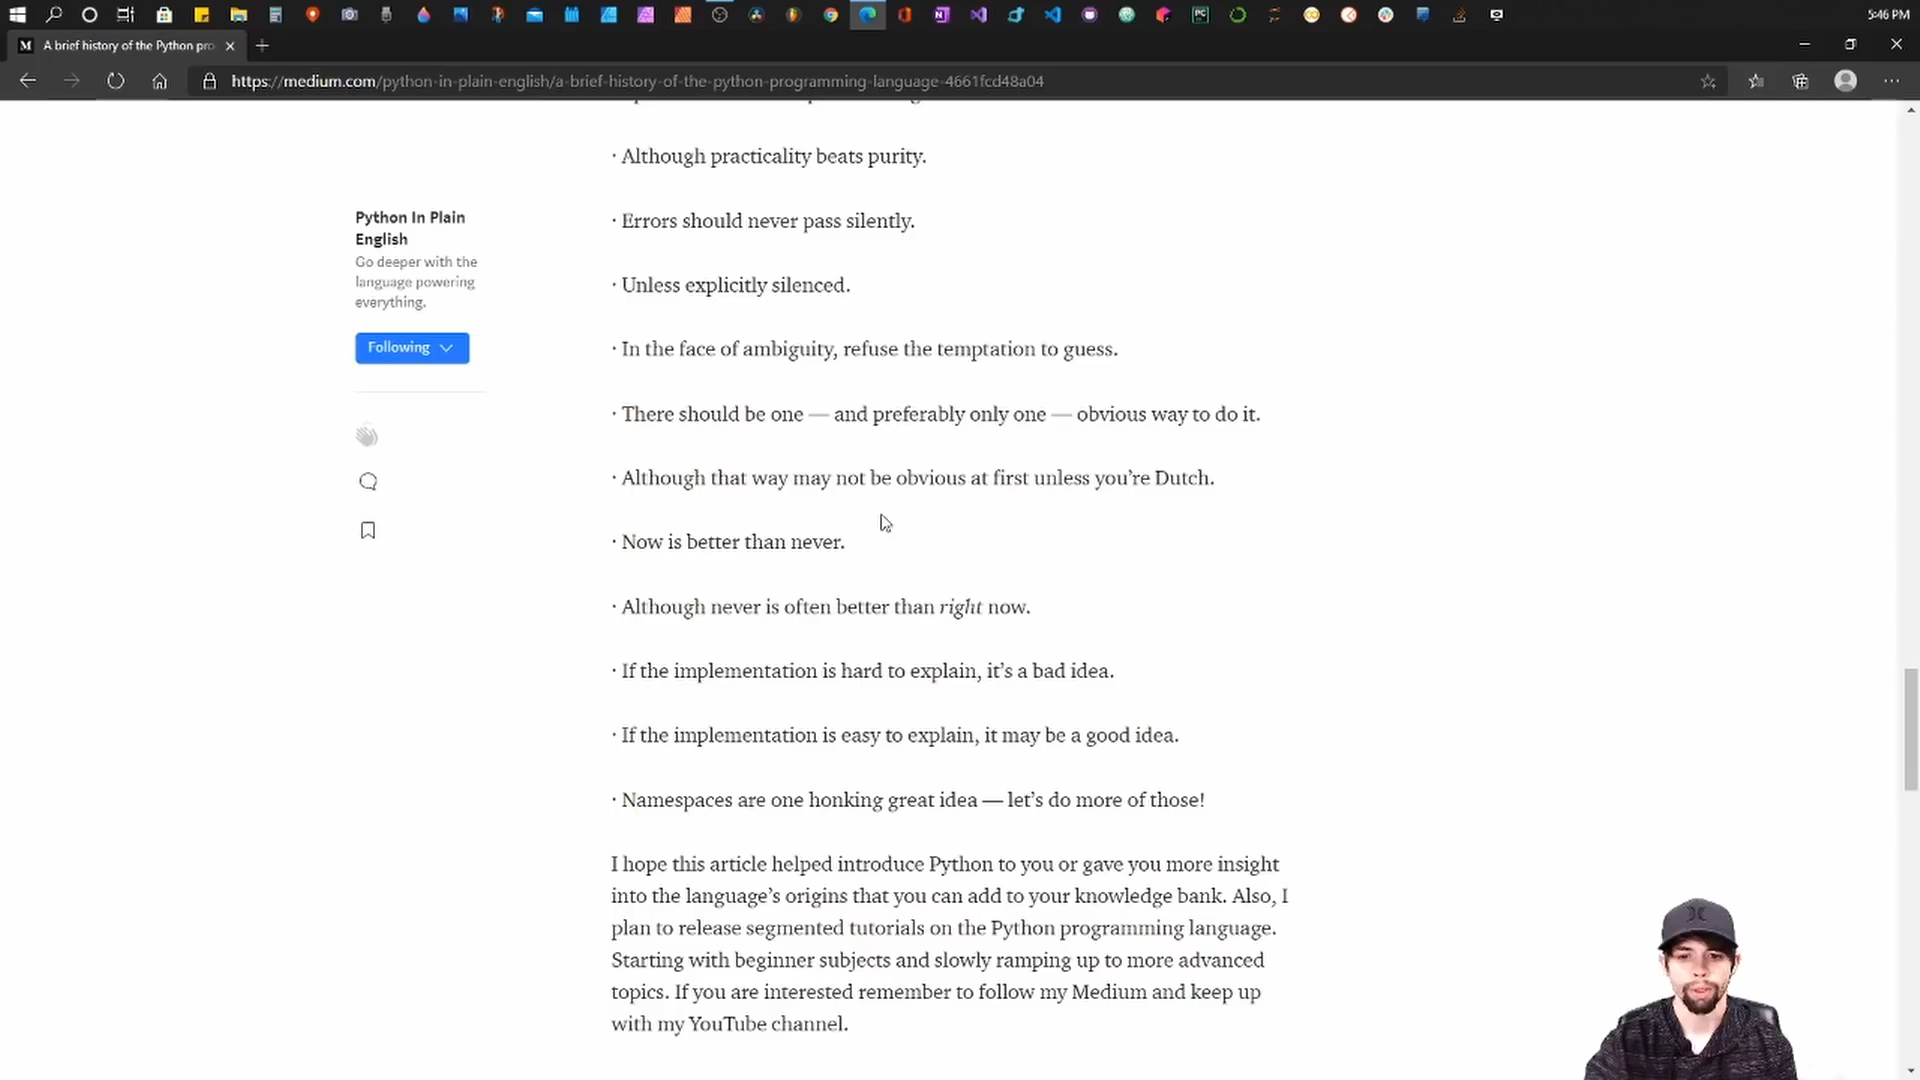 5:46 PM
A brief history of the Python pro
https://medium.com/python-in-plain-english/a-brief-history-of-the-python-programming-language-4661fcd48a04
· Although practicality beats purity.
Python In Plain
English
Go deeper with the
language powering
everything.
Following
· Errors should never pass silently.
· Unless explicitly silenced.
· In the face of ambiguity, refuse the temptation to guess.
· There should be one — and preferably only one — obvious way to do it.
· Although that way may not be obvious at first unless you’re Dutch.
· Now is better than never.
· Although never is often better than right now.
· If the implementation is hard to explain, it’s a bad idea.
· If the implementation is easy to explain, it may be a good idea.
· Namespaces are one honking great idea — let’s do more of those!
I hope this article helped introduce Python to you or gave you more insight
into the language’s origins that you can add to your knowledge bank. Also, I
plan to release segmented tutorials on the Python programming language.
Starting with beginner subjects and slowly ramping up to more advanced
topics. If you are interested remember to follow my Medium and keep up
with my YouTube channel.